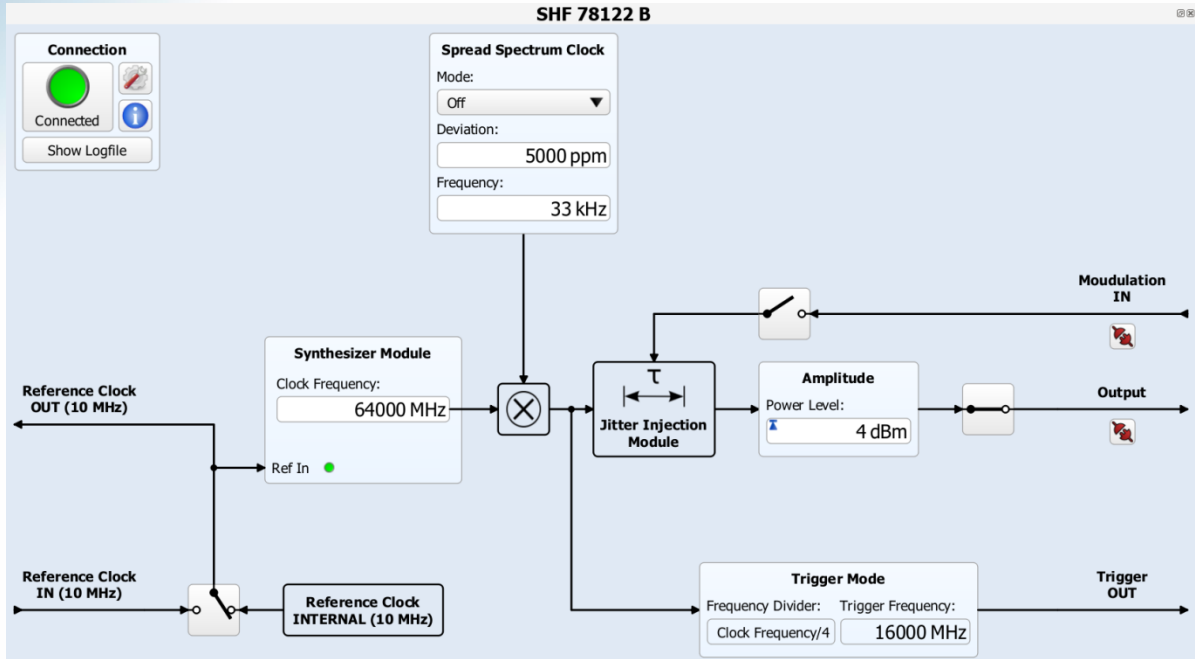 SHF 78122 B
Connection
Connected
Show Logfile
Spread Spectrum Clock
Mode:
Off
Deviation:
5000 ppm
Frequency:
33 kHz
Moudulation
IN
Synthesizer Module
Clock Frequency:
64000 MHz
Ref In
τ
Jitter Injection
Module
Amplitude
Power Level:
4 dBm
Output
Reference Clock
OUT (10 MHz)
Reference Clock
IN (10 MHz)
Reference Clock
INTERNAL (10 MHz)
Trigger Mode
Frequency Divider: Trigger Frequency:
Clock Frequency/4 16000 MHz
Trigger
OUT